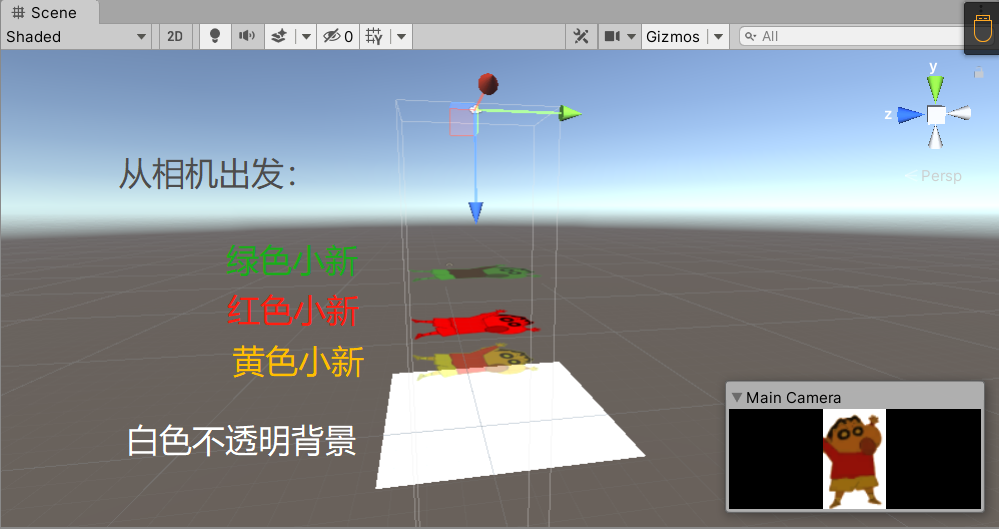 Scene
Shaded
2D
0
Gizmos
All
y
z
Persp
从相机出发：
绿色小新
红色小新
黄色小新
白色不透明背景
Main Camera